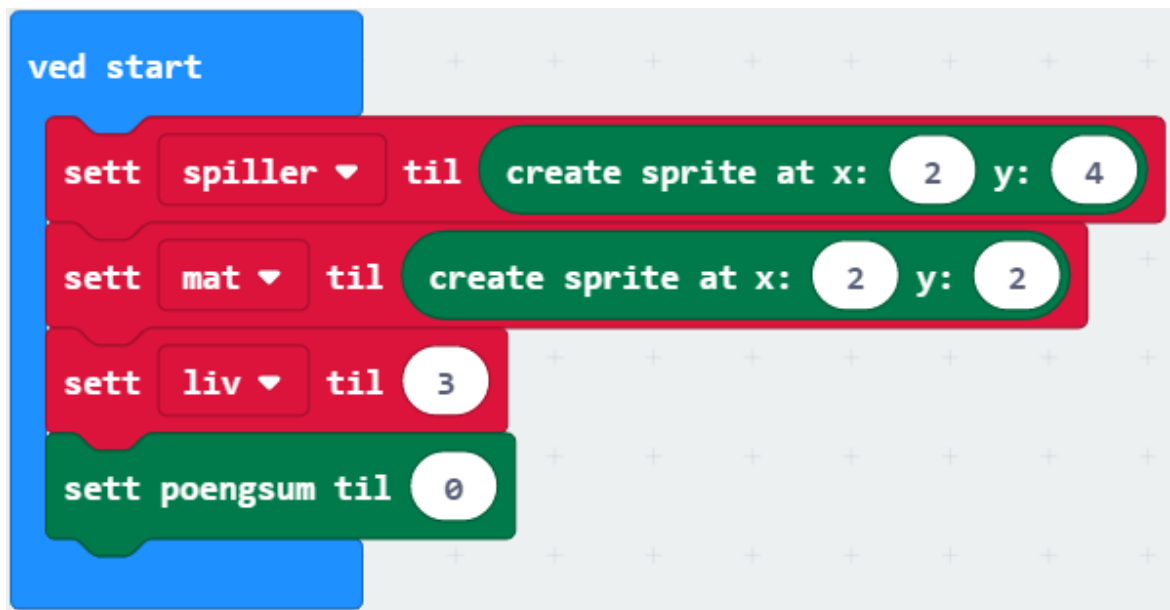 ved start
sett spiller til create sprite at x: 2 y: 4
sett mat til create sprite at x: 2 y: 2
sett liv til 3
sett poengsum til 0